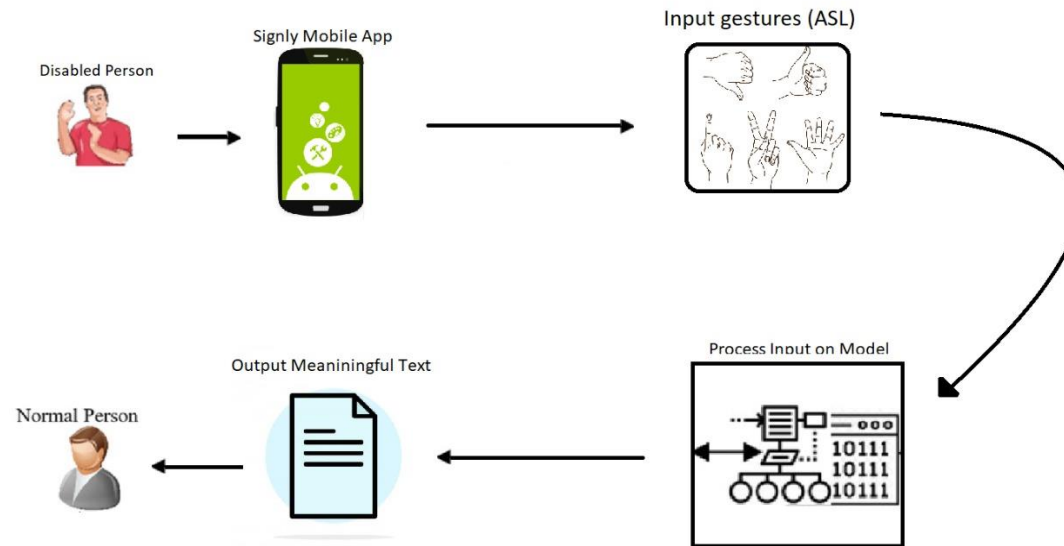 Input gestures (ASL)
Signly Mobile App
Disabled Person
Process Input on Model
Output Meaniningful Text
Normal Person
10111
10111
10111